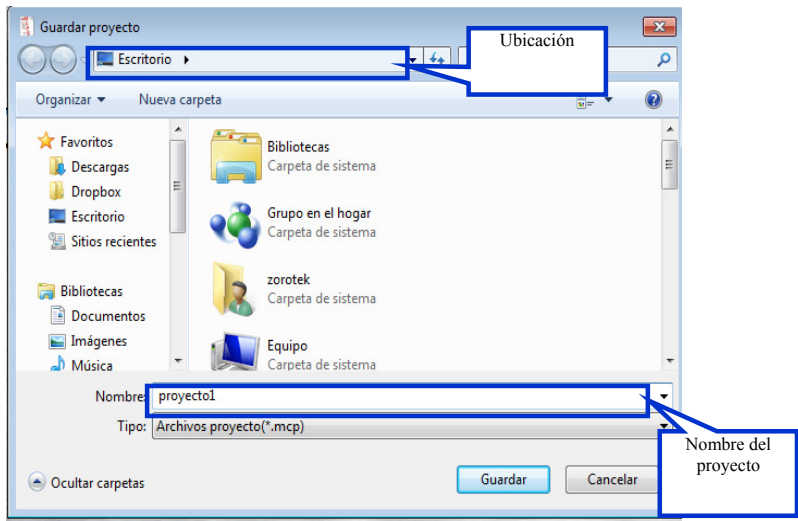 Guardar proyecto
Ubicación
Escritorio
Organizar
Nueva carpeta
Favoritos
Descargas
Dropbox
Escritorio
Sitios recientes
Bibliotecas
Documentos
Imágenes
Música
Bibliotecas
Carpeta de sistema
Grupo en el hogar
Carpeta de sistema
zorotek
Carpeta de sistema
Equipo
Carpeta de sistema
Nombre: proyecto1
Tipo: Archivos proyecto(*.mcp)
Nombre del
proyecto
Ocultar carpetas
Guardar
Cancelar